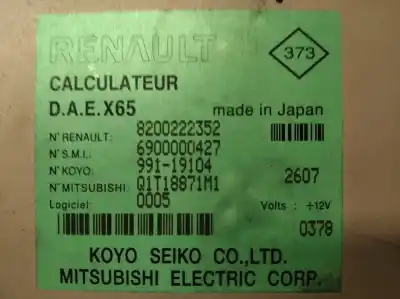 RENAULT
373
CALCULATEUR
D.A.E.X65 made in Japan
N° RENAULT: 8200222352
N° S.M.I.: 6900000427
N° KOYO: 991-19104
N° MITSUBISHI: Q1T18871M1 2607
Logiciel: 0005 Volts : +12V
0378
KOYO SEIKO CO.,LTD.
MITSUBISHI ELECTRIC CORP.